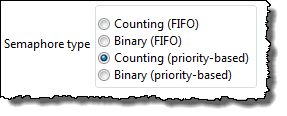 Counting (FIFO)
Binary (FIFO)
Semaphore type
Counting (priority-based)
Binary (priority-based)